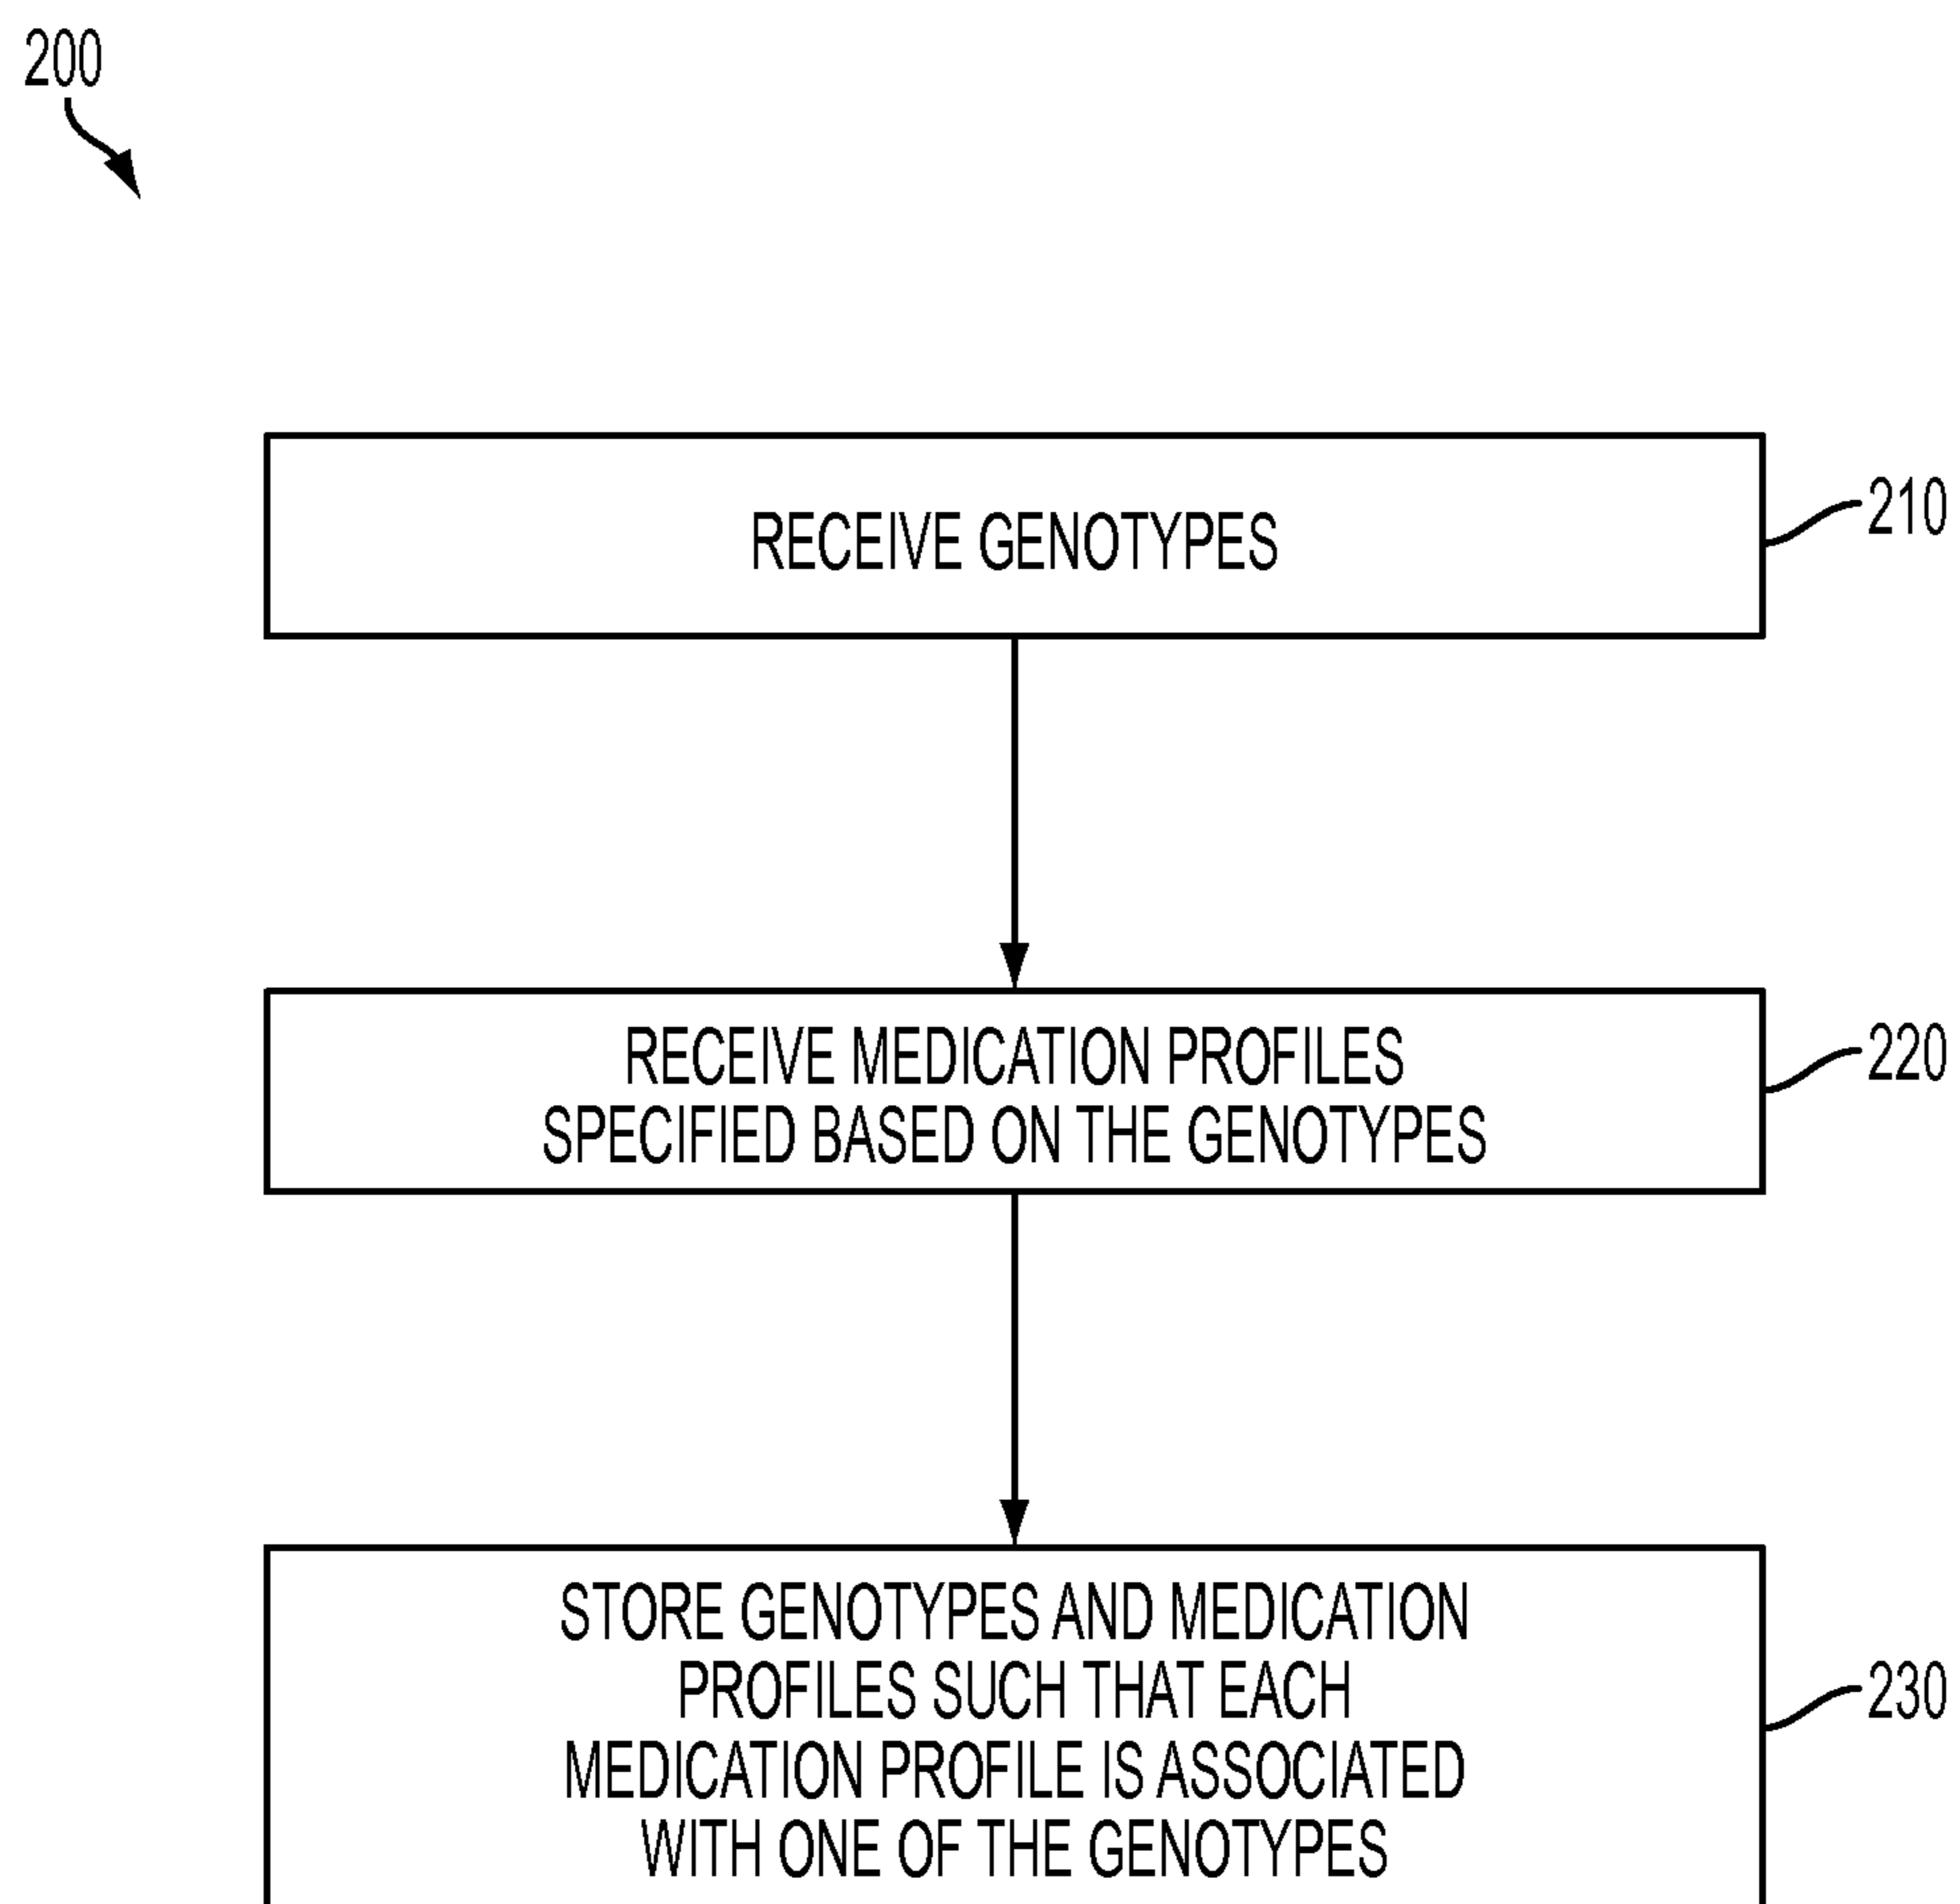 200
RECEIVE GENOTYPES
210
RECEIVE MEDICATION PROFILES
SPECIFIED BASED ON THE GENOTYPES
220
STORE GENOTYPES AND MEDICATION
PROFILES SUCH THAT EACH
MEDICATION PROFILE IS ASSOCIATED
WITH ONE OF THE GENOTYPES
230